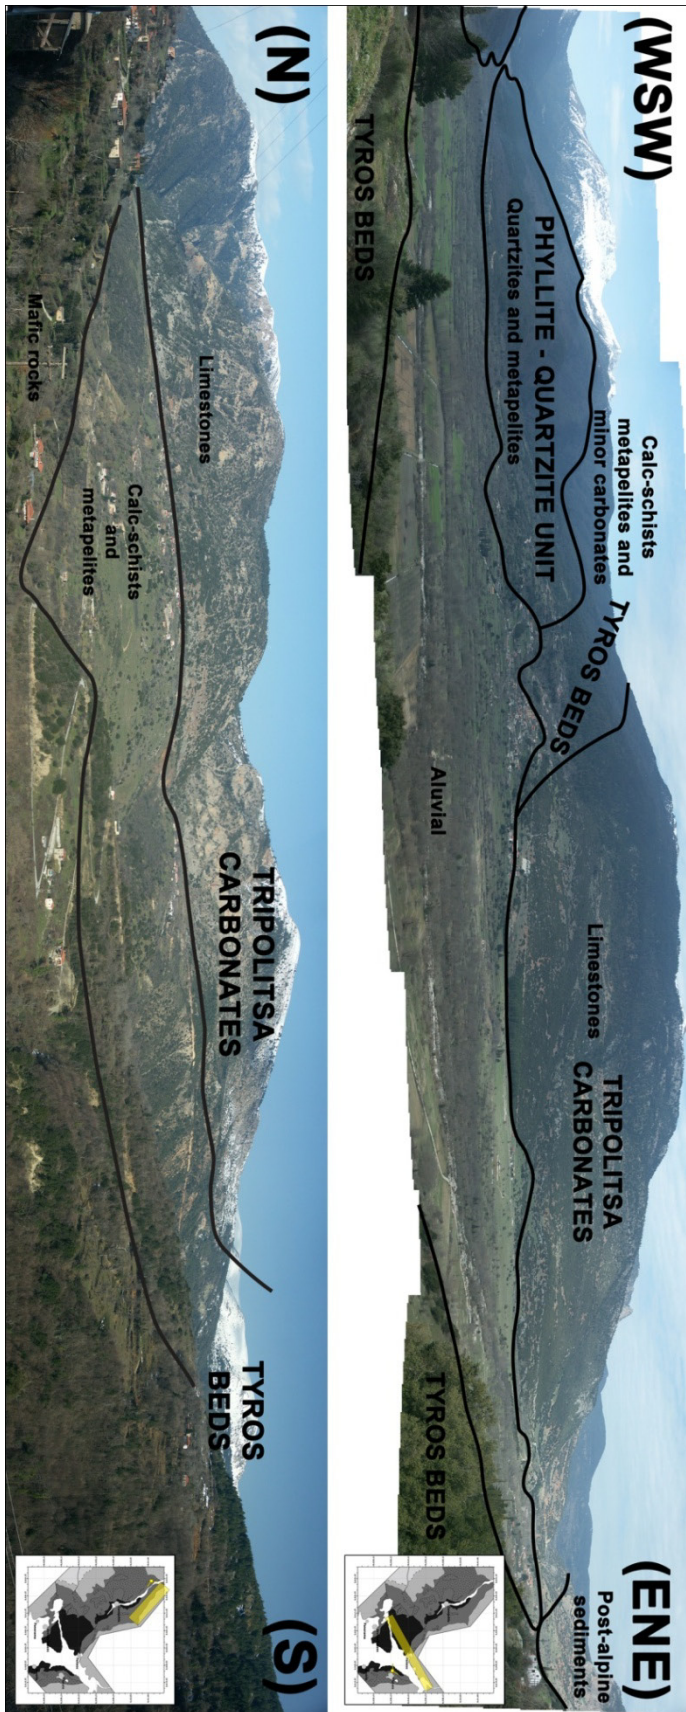 (WSW)
(ENE)
Calc-schists
metapelites and
minor carbonates
TYROS BEDS
PHYLLITE - QUARTZITE UNIT
Quartzites and metapelites
TYROS BEDS
Limestones
TRIPOLITSA
CARBONATES
Aluvial
TYROS BEDS
Post-alpine
sediments
(N)
(S)
Limestones
TRIPOLITSA
CARBONATES
Calc-schists
and
metapelites
Mafic rocks
TYROS
BEDS